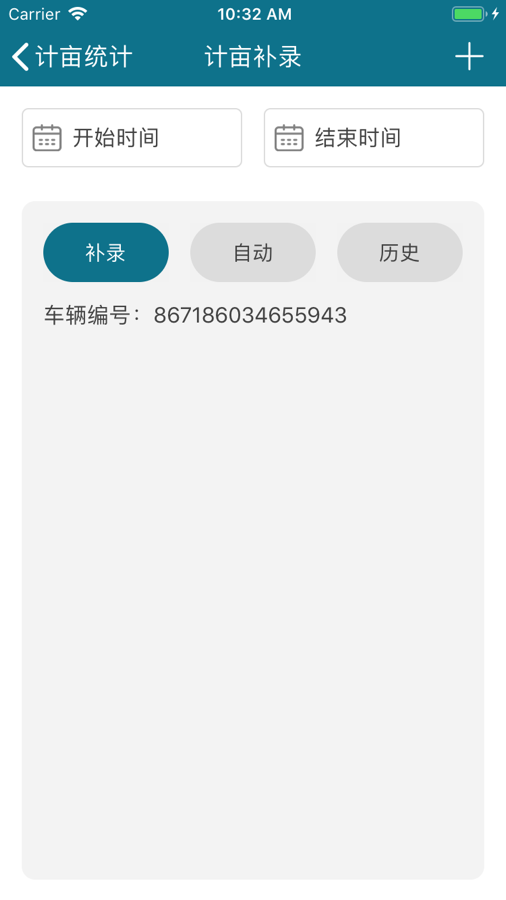 Carrier 10:32 AM
计亩统计 计亩补录
开始时间 结束时间
补录 自动 历史
车辆编号：867186034655943